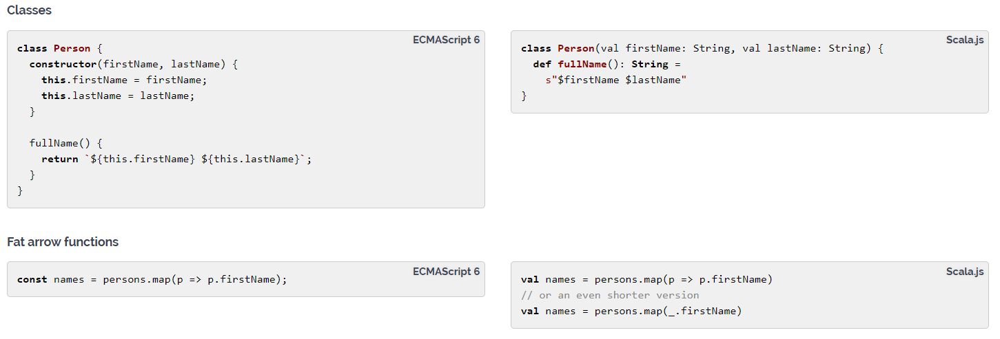 Classes
ECMAScript 6
class Person {
  constructor(firstName, lastName) {
    this.firstName = firstName;
    this.lastName = lastName;
  }

  fullName() {
    return `${this.firstName} ${this.lastName}`;
  }
}
Scala.js
class Person(val firstName: String, val lastName: String) {
  def fullName(): String =
    s"$firstName $lastName"
}
Fat arrow functions
ECMAScript 6
const names = persons.map(p => p.firstName);
Scala.js
val names = persons.map(p => p.firstName)
// or an even shorter version
val names = persons.map(_.firstName)